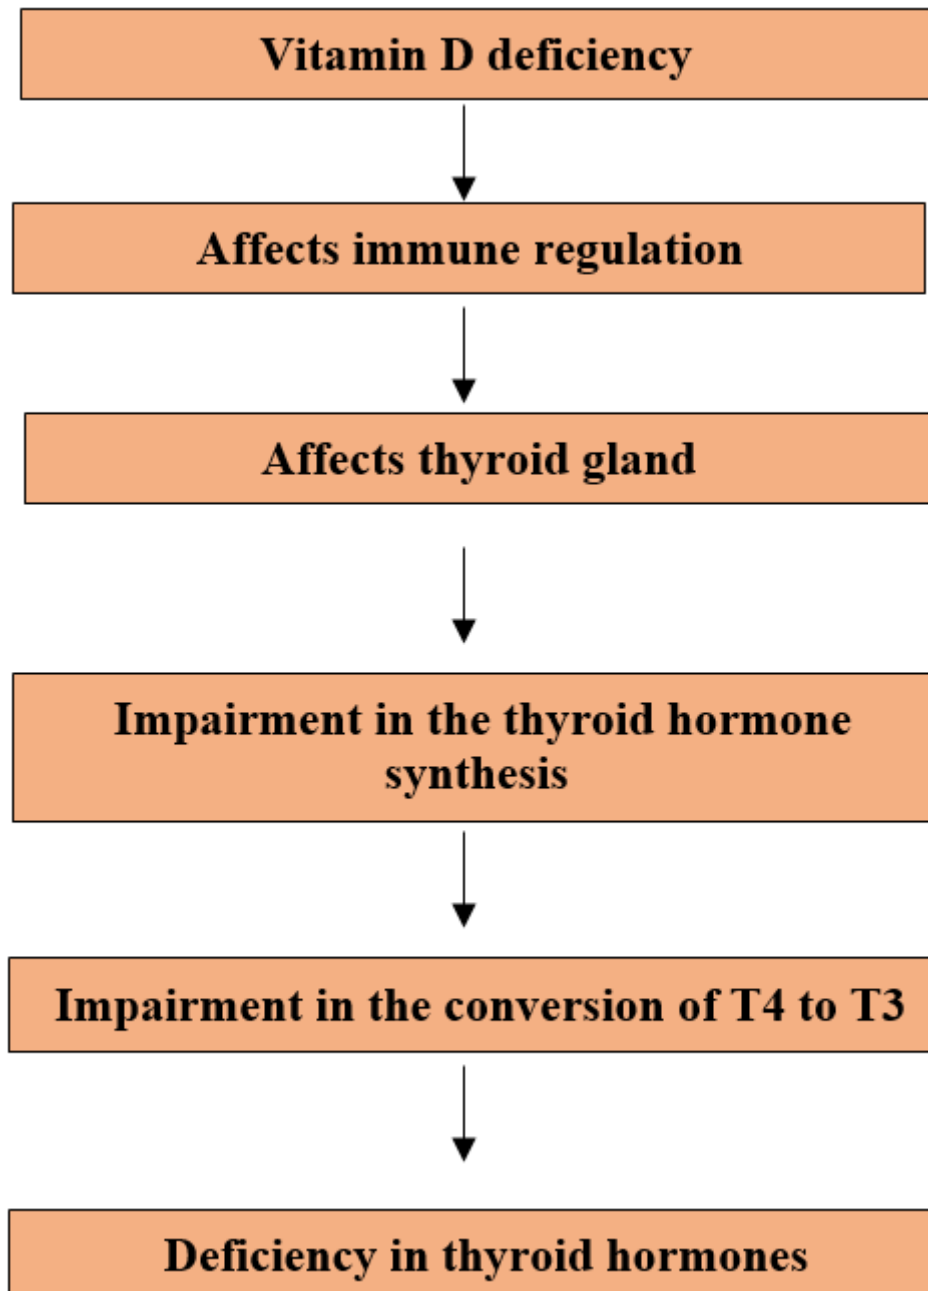 Vitamin D deficiency
Affects immune regulation
Affects thyroid gland
Impairment in the thyroid hormone
synthesis
Impairment in the conversion of T4 to T3
Deficiency in thyroid hormones